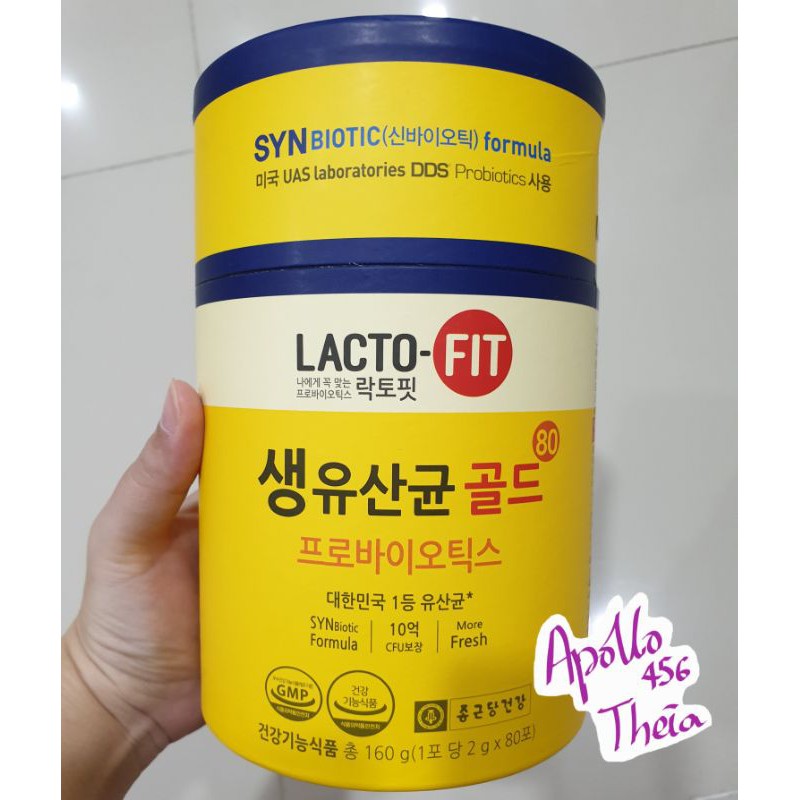 SYNBIOTIC(신바이오틱) formula
미국 UAS laboratories DDS® Probiotics 사용
LACTO-FIT
나에게 꼭 맞는
프로바이오틱스 락토핏
생유산균 골드 80
프로바이오틱스
대한민국 1등 유산균*
SYNBiotic Formula
10억 CFU보장
More Fresh
GMP
건강
기능식품
종근당건강
건강기능식품 총 160 g(1포 당 2 g x 80포)
Apollo
456
Theia